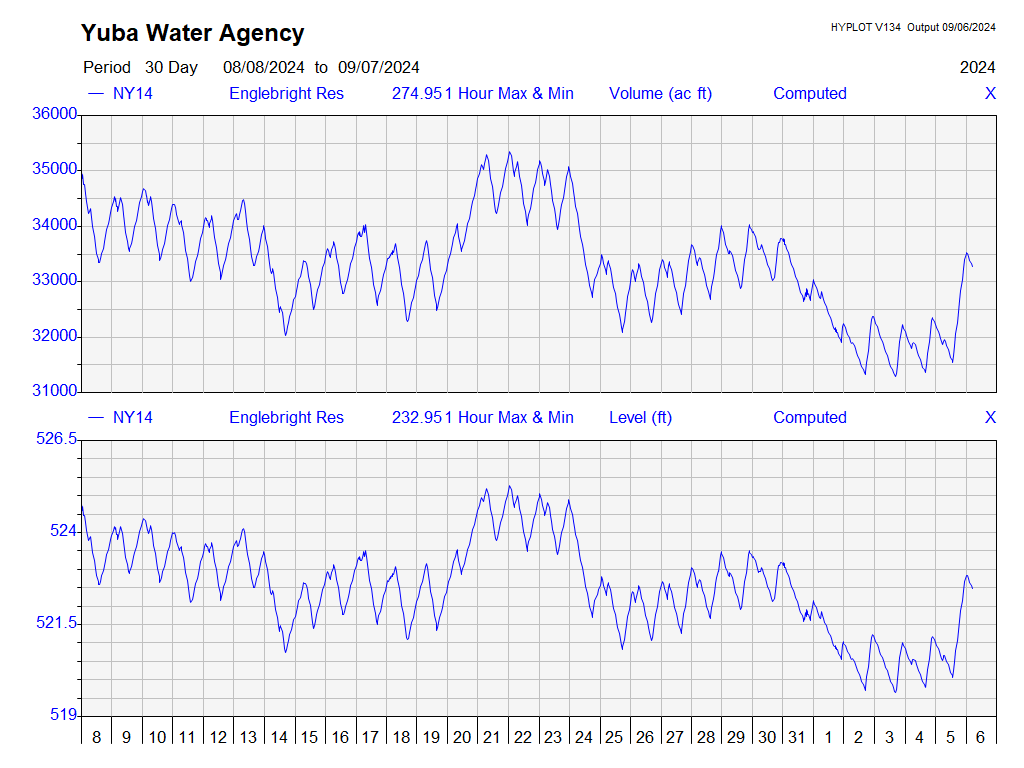 Yuba Water Agency
HYPLOT V134 Output 09/06/2024
Period 30 Day 08/08/2024 to 09/07/2024 2024
— NY14 Englebright Res 274.951 Hour Max & Min Volume (ac ft) Computed X
36000
35000
34000
33000
32000
31000
— NY14 Englebright Res 232.951 Hour Max & Min Level (ft) Computed X
526.5
524
521.5
519
8 9 10 11 12 13 14 15 16 17 18 19 20 21 22 23 24 25 26 27 28 29 30 31 1 2 3 4 5 6